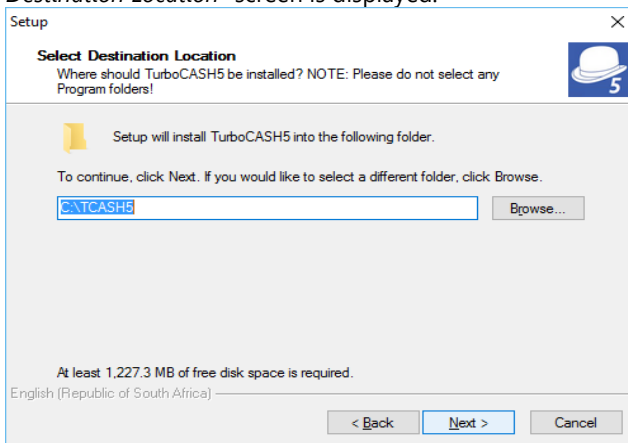 Destination Location" screen is displayed.
Setup
Select Destination Location
Where should TurboCASH5 be installed? NOTE: Please do not select any
Program folders!
5
Setup will install TurboCASH5 into the following folder.
To continue, click Next. If you would like to select a different folder, click Browse.
C:\TCASH5
Browse...
At least 1,227.3 MB of free disk space is required.
English (Republic of South Africa)
< Back
Next >
Cancel